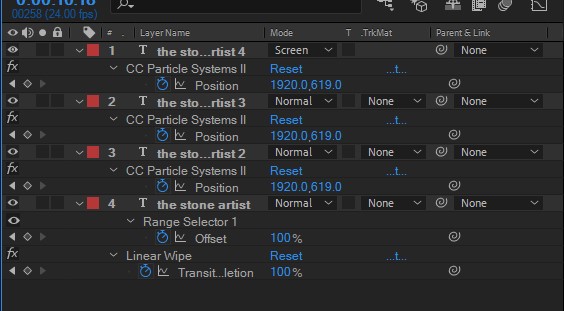 00258 (24.00 fps)
# Layer Name Mode T .TrkMat Parent & Link
1 T the sto...rtist 4 Screen None
fx CC Particle Systems II Reset ...t...
Position 1920.0,619.0
2 T the sto...rtist 3 Normal None None
fx CC Particle Systems II Reset ...t...
Position 1920.0,619.0
3 T the sto...rtist 2 Normal None None
fx CC Particle Systems II Reset ...t...
Position 1920.0,619.0
4 T the stone artist Normal None None
Range Selector 1
Offset 100%
fx Linear Wipe Reset ...t...
Transit...letion 100%